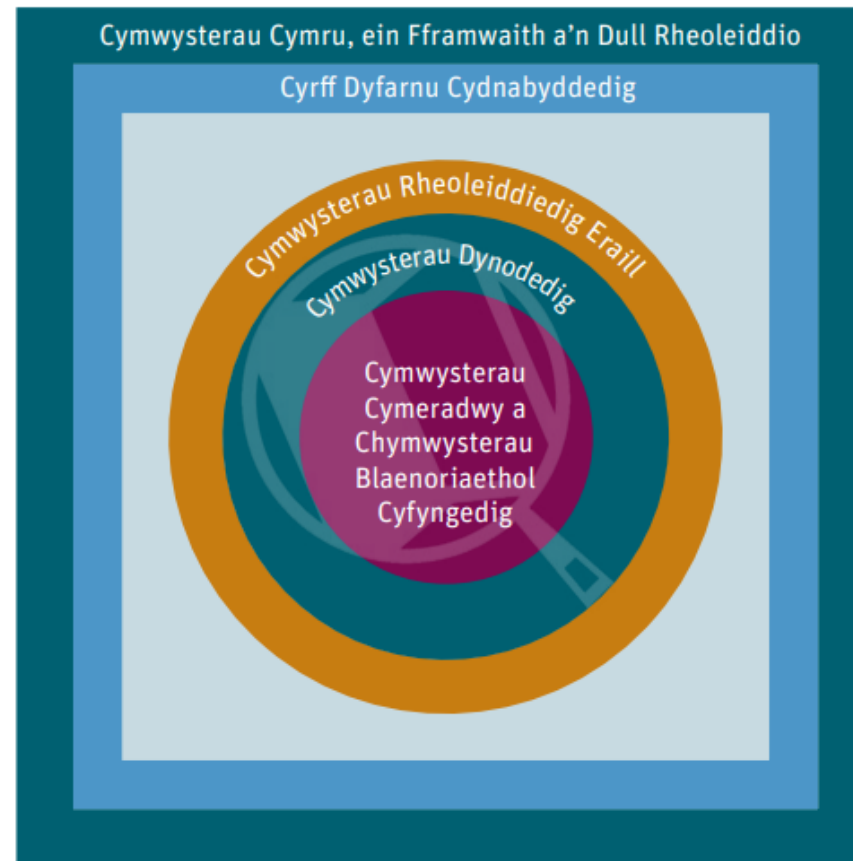 Cymwysterau Cymru, ein Fframwaith a'n Dull Rheoleiddio
Cyrff Dyfarnu Cydnabyddedig
Cymwysterau Rheoleiddiedig Eraill
Cymwysterau Dynodedig
Cymwysterau
Cymeradwy a
Chymwysterau
Blaenoriaethol
Cyfyngedig